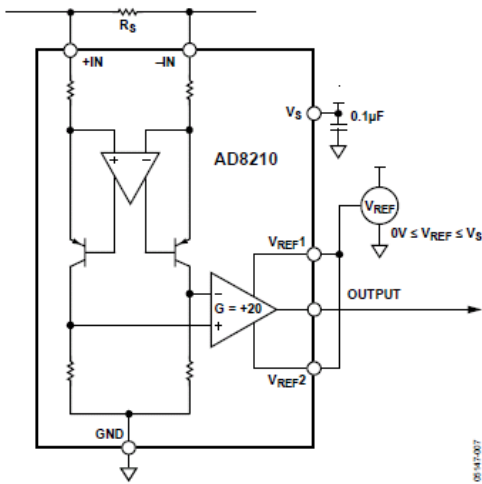 RS
+IN
–IN
VS
0.1µF
AD8210
VREF
0V ≤ VREF ≤ VS
VREF1
G = +20
–
+
+
–
OUTPUT
VREF2
GND
05147-007